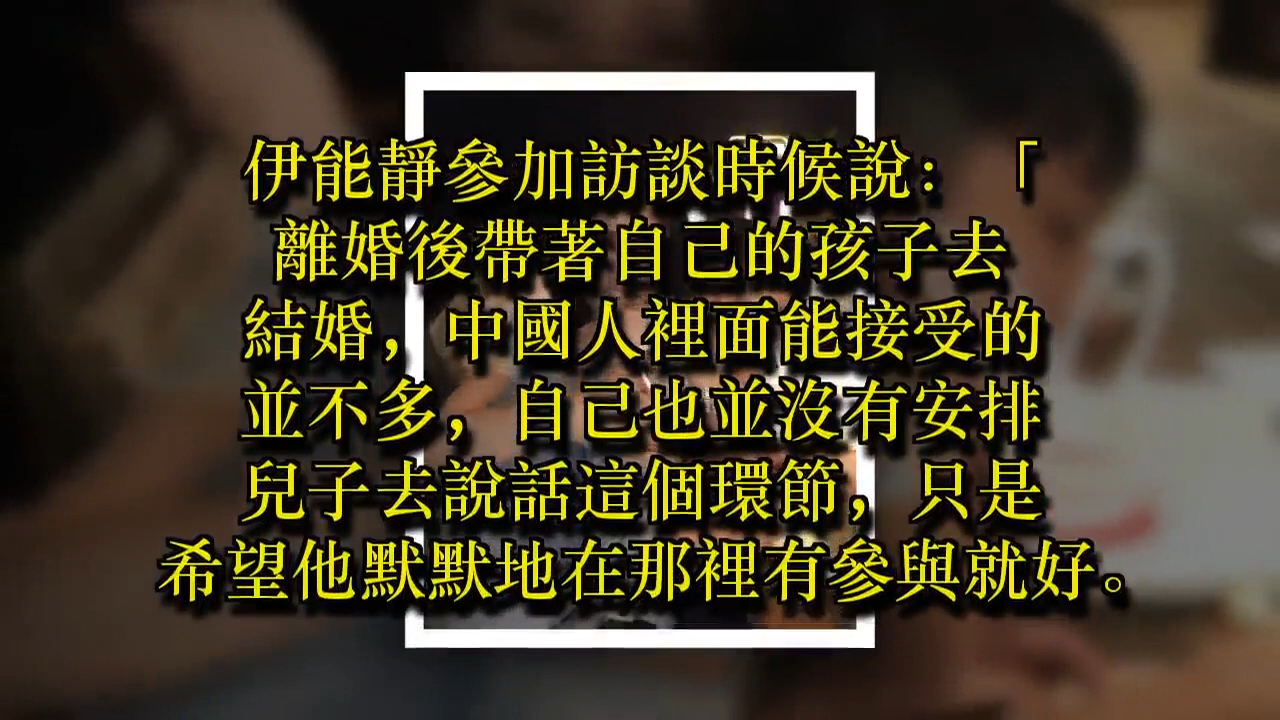 伊能靜參加訪談時候說：「
離婚後帶著自己的孩子去
結婚，中國人裡面能接受的
並不多，自己也並沒有安排
兒子去說話這個環節，只是
希望他默默地在那裡有參與就好。